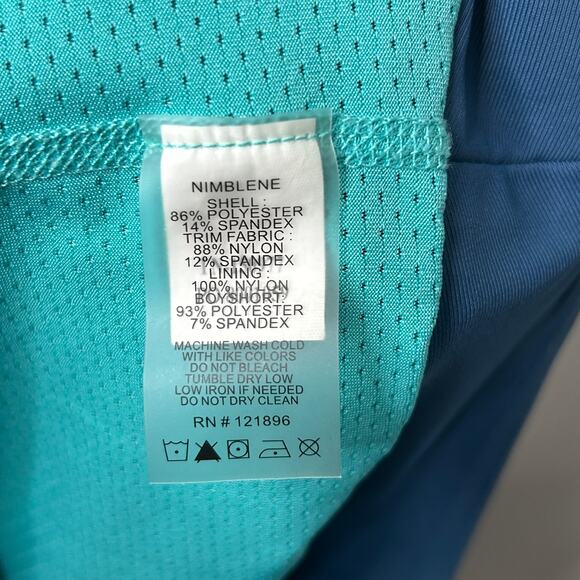 NIMBLENE
SHELL :
86% POLYESTER
14% SPANDEX
TRIM FABRIC :
88% NYLON
12% SPANDEX
LINING :
100% NYLON
BOYSHORT:
93% POLYESTER
7% SPANDEX
MACHINE WASH COLD
WITH LIKE COLORS
DO NOT BLEACH
TUMBLE DRY LOW
LOW IRON IF NEEDED
DO NOT DRY CLEAN
RN # 121896